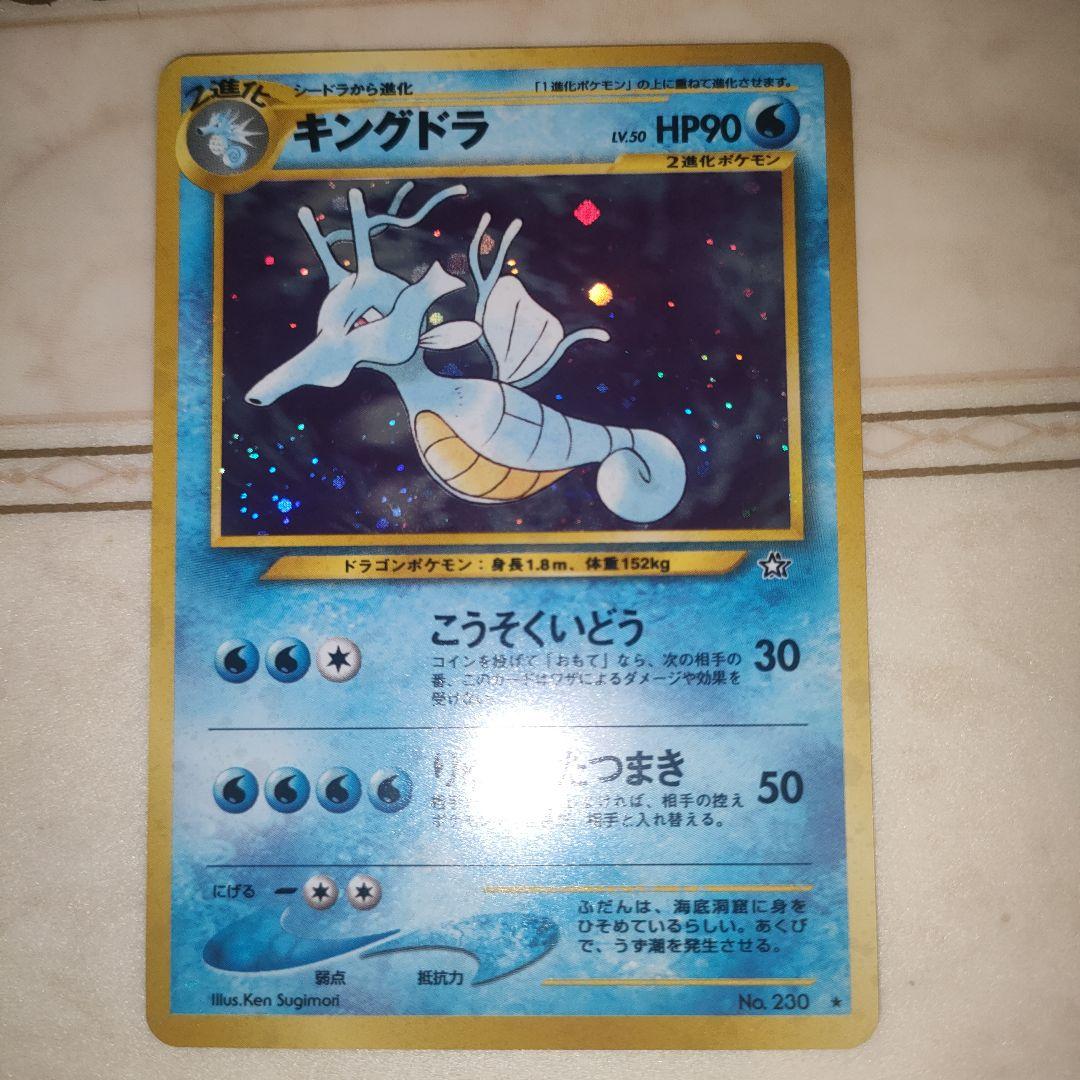 2進化
シードラから進化
「1進化ポケモン」の上に重ねて進化させます。
キングドラ
LV.50 HP90
2進化ポケモン
ドラゴンポケモン：身長1.8m、体重152kg
こうそくいどう
30
コインを投げて「おもて」なら、次の相手の
番、このカードはワザによるダメージや効果を
受けない
たつまき
50
なければ、相手の控え
相手と入れ替える。
にげる
ふだんは、海底洞窟に身を
ひそめているらしい。あくび
で、うず潮を発生させる。
弱点
抵抗力
Illus.Ken Sugimori
No. 230